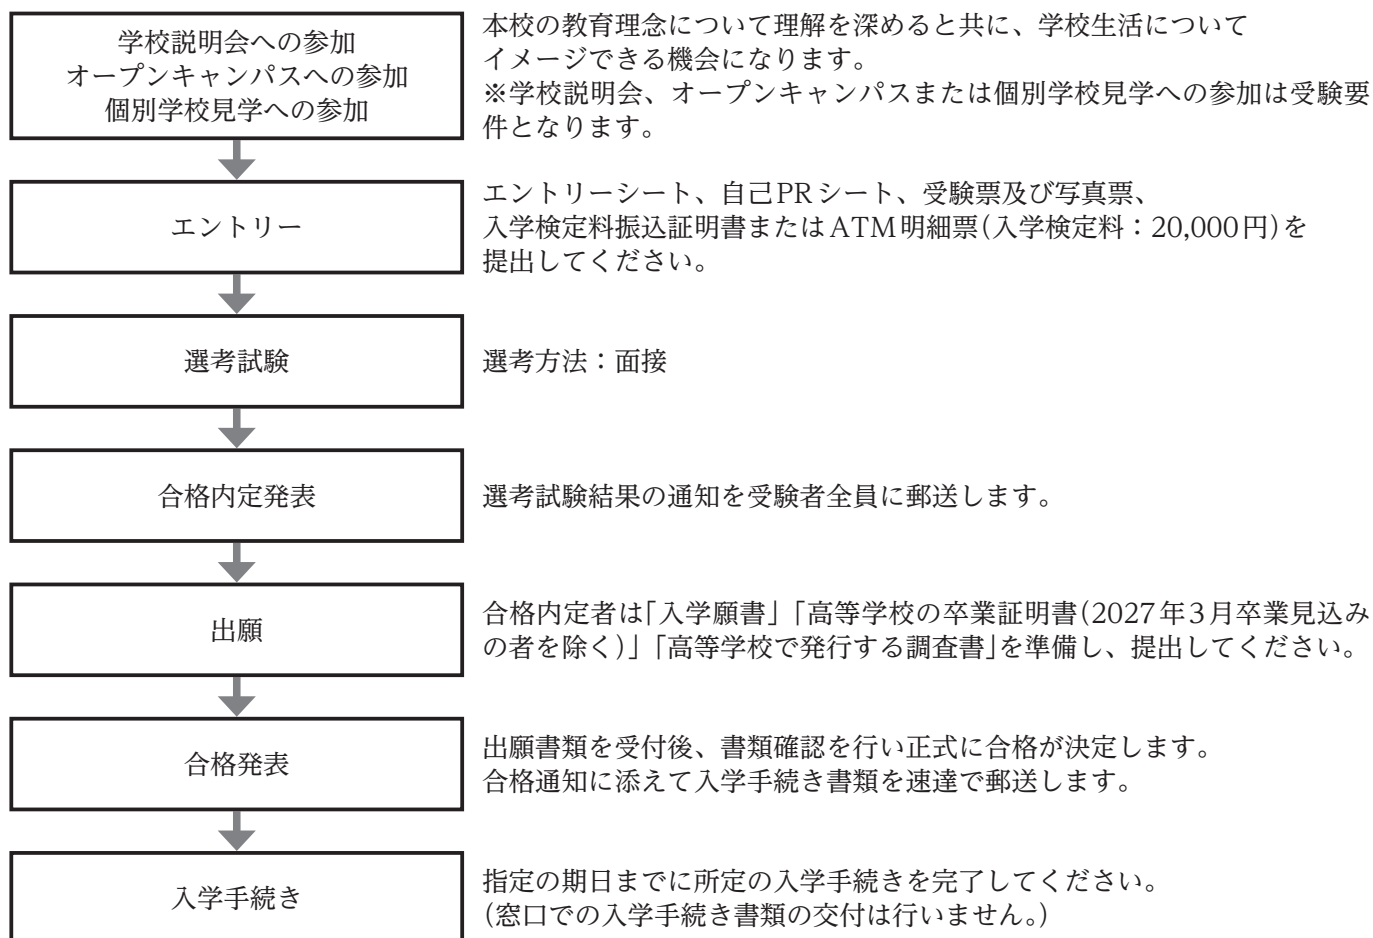 学校説明会への参加
オープンキャンパスへの参加
個別学校見学への参加
本校の教育理念について理解を深めると共に、学校生活について
イメージできる機会になります。
※学校説明会、オープンキャンパスまたは個別学校見学への参加は受験要
件となります。
エントリー
エントリーシート、自己PRシート、受験票及び写真票、
入学検定料振込証明書またはATM明細票(入学検定料：20,000円)を
提出してください。
選考試験
選考方法：面接
合格内定発表
選考試験結果の通知を受験者全員に郵送します。
出願
合格内定者は「入学願書」「高等学校の卒業証明書(2027年3月卒業見込み
の者を除く)」「高等学校で発行する調査書」を準備し、提出してください。
合格発表
出願書類を受付後、書類確認を行い正式に合格が決定します。
合格通知に添えて入学手続き書類を速達で郵送します。
入学手続き
指定の期日までに所定の入学手続きを完了してください。
(窓口での入学手続き書類の交付は行いません。)